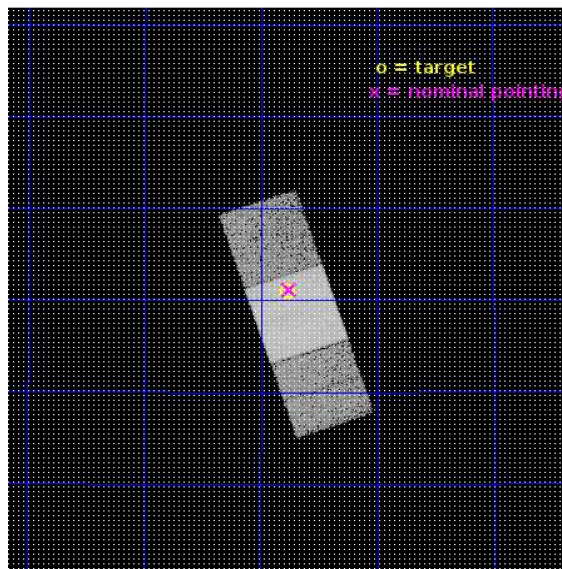 o = target
x = nominal pointin